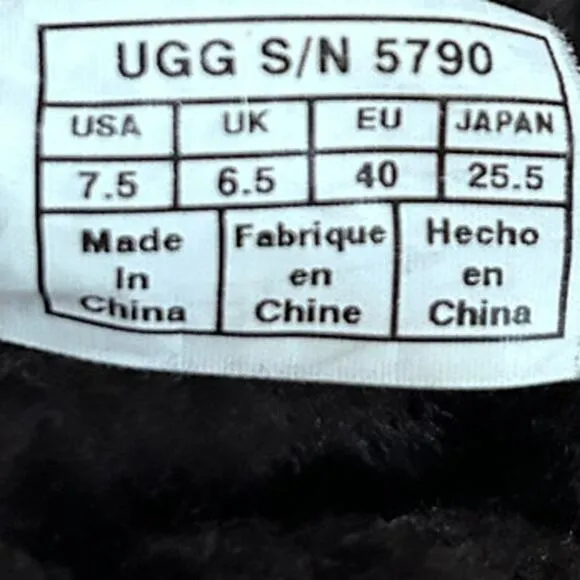 UGG S/N 5790
USA UK EU JAPAN
7.5 6.5 40 25.5
Made Fabrique Hecho
In en en
China Chine China